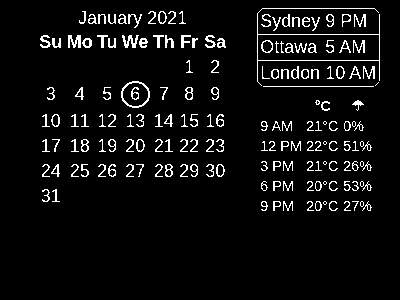 January 2021
Su Mo Tu We Th Fr Sa
1 2
3 4 5 6 7 8 9
10 11 12 13 14 15 16
17 18 19 20 21 22 23
24 25 26 27 28 29 30
31
Sydney 9 PM
Ottawa 5 AM
London 10 AM
°C ☂
9 AM 21°C 0%
12 PM 22°C 51%
3 PM 21°C 26%
6 PM 20°C 53%
9 PM 20°C 27%